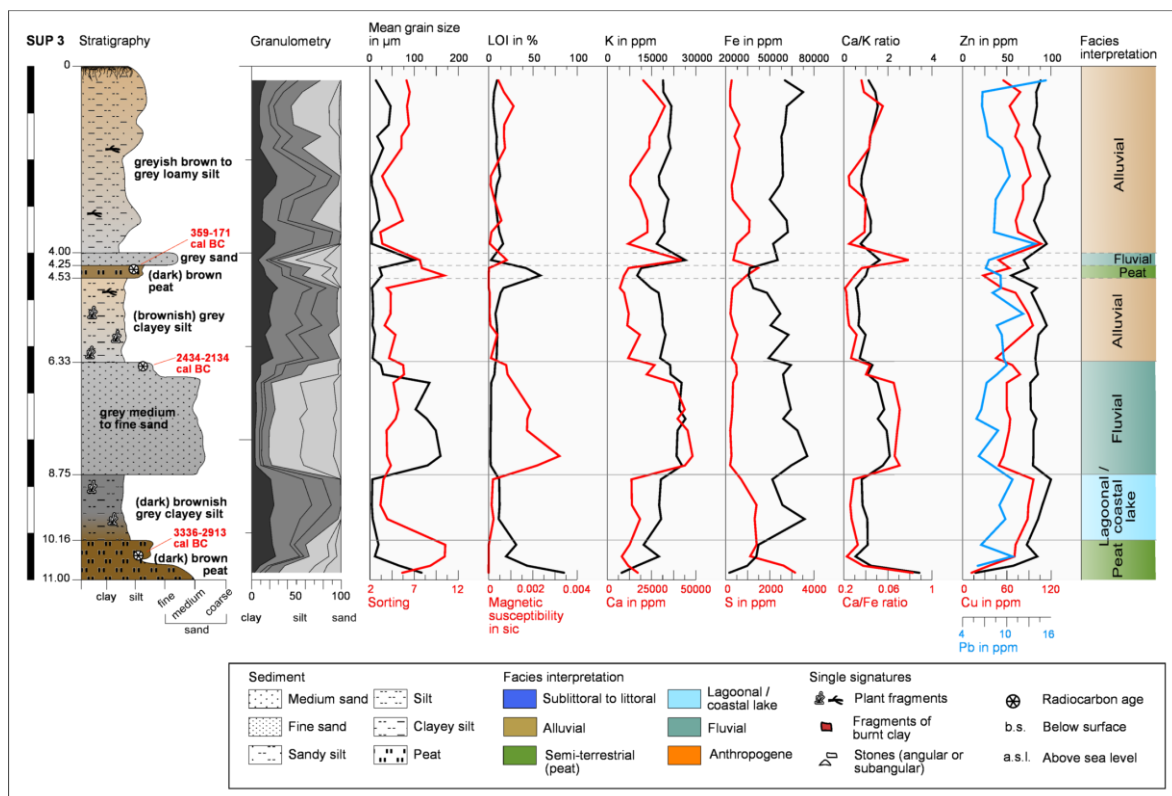 SUP 3
Stratigraphy
Granulometry
Mean grain size
in µm
0 100 200
LOI in %
0 50 100
K in ppm
0 15000 30000
Fe in ppm
20000 50000 80000
Ca/K ratio
0 2 4
Zn in ppm
0 50 100
Facies
interpretation
0
greyish brown to
grey loamy silt
359-171
cal BC
4.00
grey sand
4.25
4.53
(dark) brown
peat
(brownish) grey
clayey silt
2434-2134
cal BC
6.33
grey medium
to fine sand
8.75
(dark) brownish
grey clayey silt
3336-2913
cal BC
10.16
(dark) brown
peat
11.00
Alluvial
Fluvial
Peat
Alluvial
Fluvial
Lagoonal /
coastal lake
Peat
clay silt fine medium coarse
sand
0 50 100
clay silt sand
2 7 12
Sorting
0 0.002 0.004
Magnetic
susceptibility
in sic
0 25000 50000
Ca in ppm
0 2000 4000
S in ppm
0.2 0.06 1
Ca/Fe ratio
0 60 120
Cu in ppm
4 10 16
Pb in ppm
Sediment
Medium sand
Silt
Fine sand
Clayey silt
Sandy silt
Peat
Facies interpretation
Sublittoral to littoral
Lagoonal /
coastal lake
Alluvial
Fluvial
Semi-terrestrial
(peat)
Anthropogene
Single signatures
Plant fragments
Radiocarbon age
Fragments of
burnt clay
b.s. Below surface
Stones (angular or
subangular)
a.s.l. Above sea level